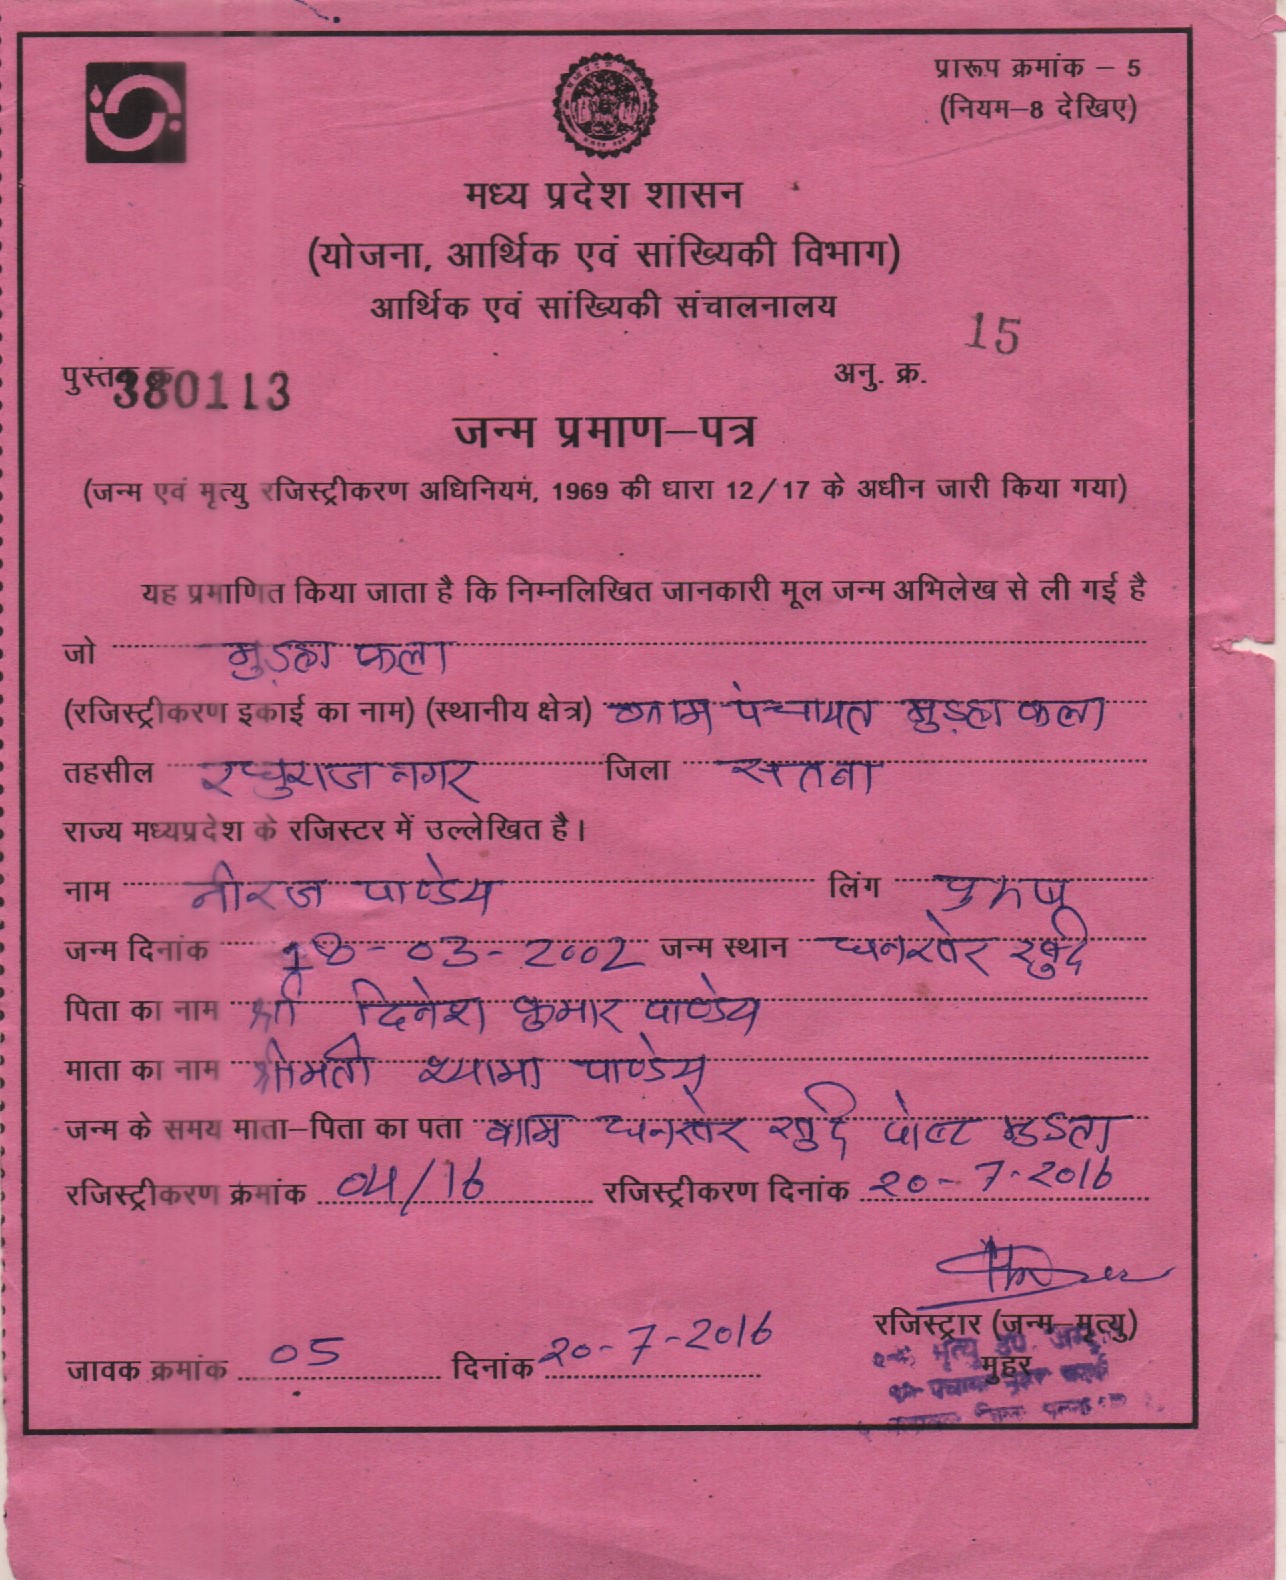 प्रारूप क्रमांक – 5
(नियम–8 देखिए)
मध्य प्रदेश शासन
(योजना, आर्थिक एवं सांख्यिकी विभाग)
आर्थिक एवं सांख्यिकी संचालनालय
पुस्तक क्र. 380113 अनु. क्र. 15
जन्म प्रमाण–पत्र
(जन्म एवं मृत्यु रजिस्ट्रीकरण अधिनियम, 1969 की धारा 12/17 के अधीन जारी किया गया)
यह प्रमाणित किया जाता है कि निम्नलिखित जानकारी मूल जन्म अभिलेख से ली गई है
जो मुड़हा कला
(रजिस्ट्रीकरण इकाई का नाम) (स्थानीय क्षेत्र) ग्राम पंचायत मुड़हा कला
तहसील रघुराज नगर जिला सतना
राज्य मध्यप्रदेश के रजिस्टर में उल्लेखित है।
नाम नीरज पाण्डेय लिंग पुरुष
जन्म दिनांक 18-03-2002 जन्म स्थान खुर्द
पिता का नाम श्री दिनेश कुमार पाण्डेय
माता का नाम श्रीमती श्यामा पाण्डेय
जन्म के समय माता–पिता का पता ग्राम खुर्द पोस्ट मुड़हा
रजिस्ट्रीकरण क्रमांक 04/16 रजिस्ट्रीकरण दिनांक 20-7-2016
रजिस्ट्रार (जन्म–मृत्यु)
मुहर
जावक क्रमांक 05 दिनांक 20-7-2016